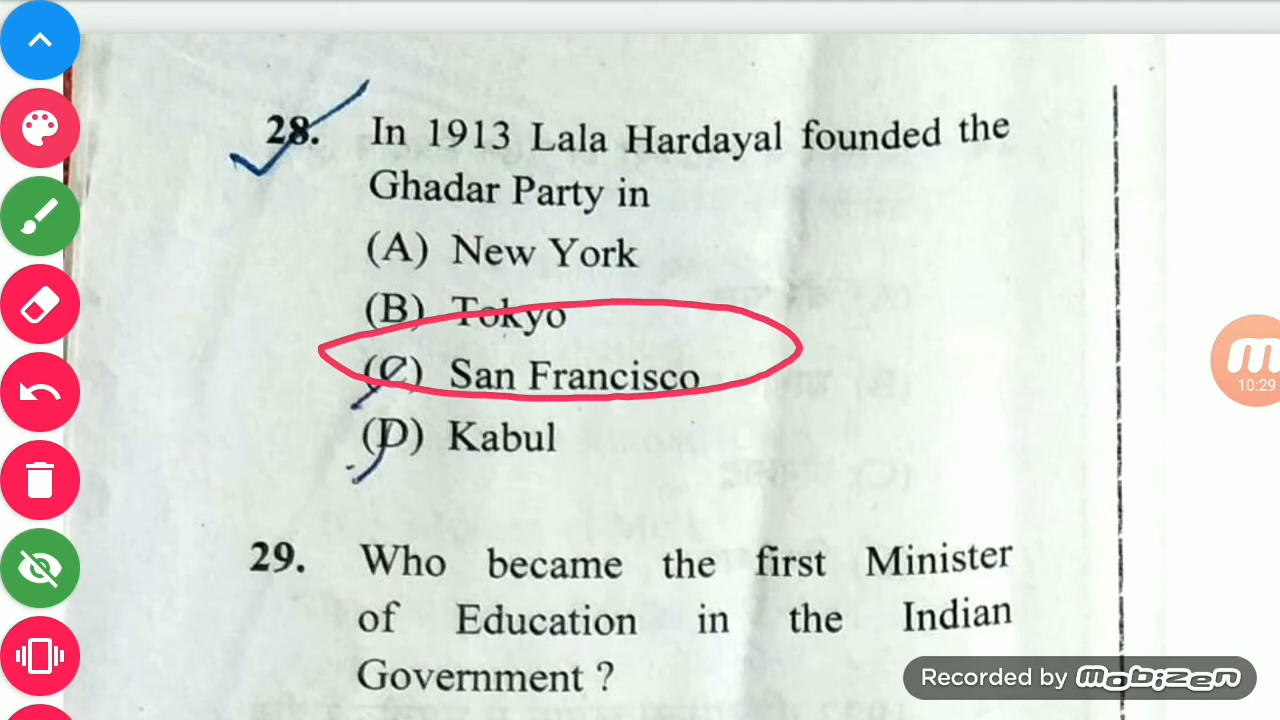 28. In 1913 Lala Hardayal founded the
Ghadar Party in
(A) New York
(B) Tokyo
(C) San Francisco
(D) Kabul
10:29
29. Who became the first Minister
of Education in the Indian
Government ?
Recorded by mobizen